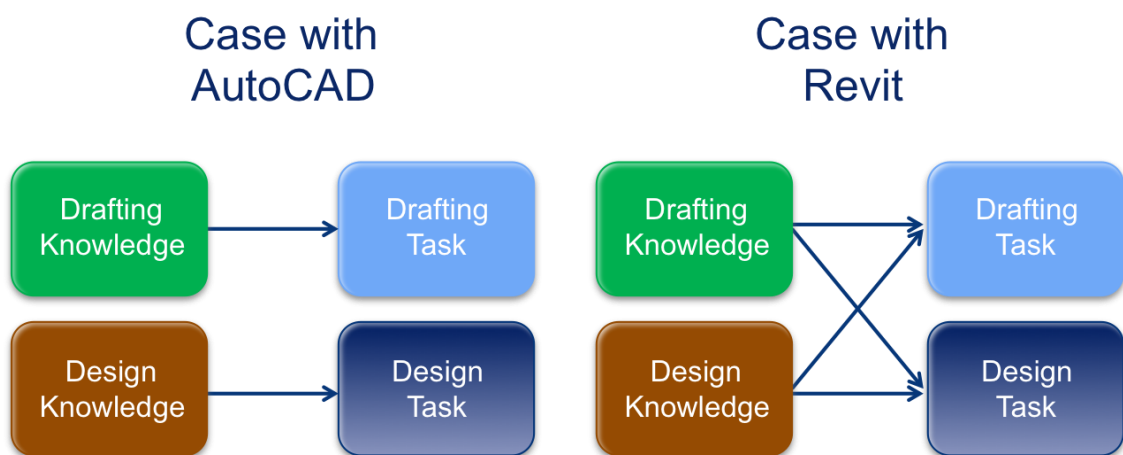 Case with
AutoCAD
Case with
Revit
Drafting
Knowledge
Drafting
Task
Design
Knowledge
Design
Task
Drafting
Knowledge
Drafting
Task
Design
Knowledge
Design
Task